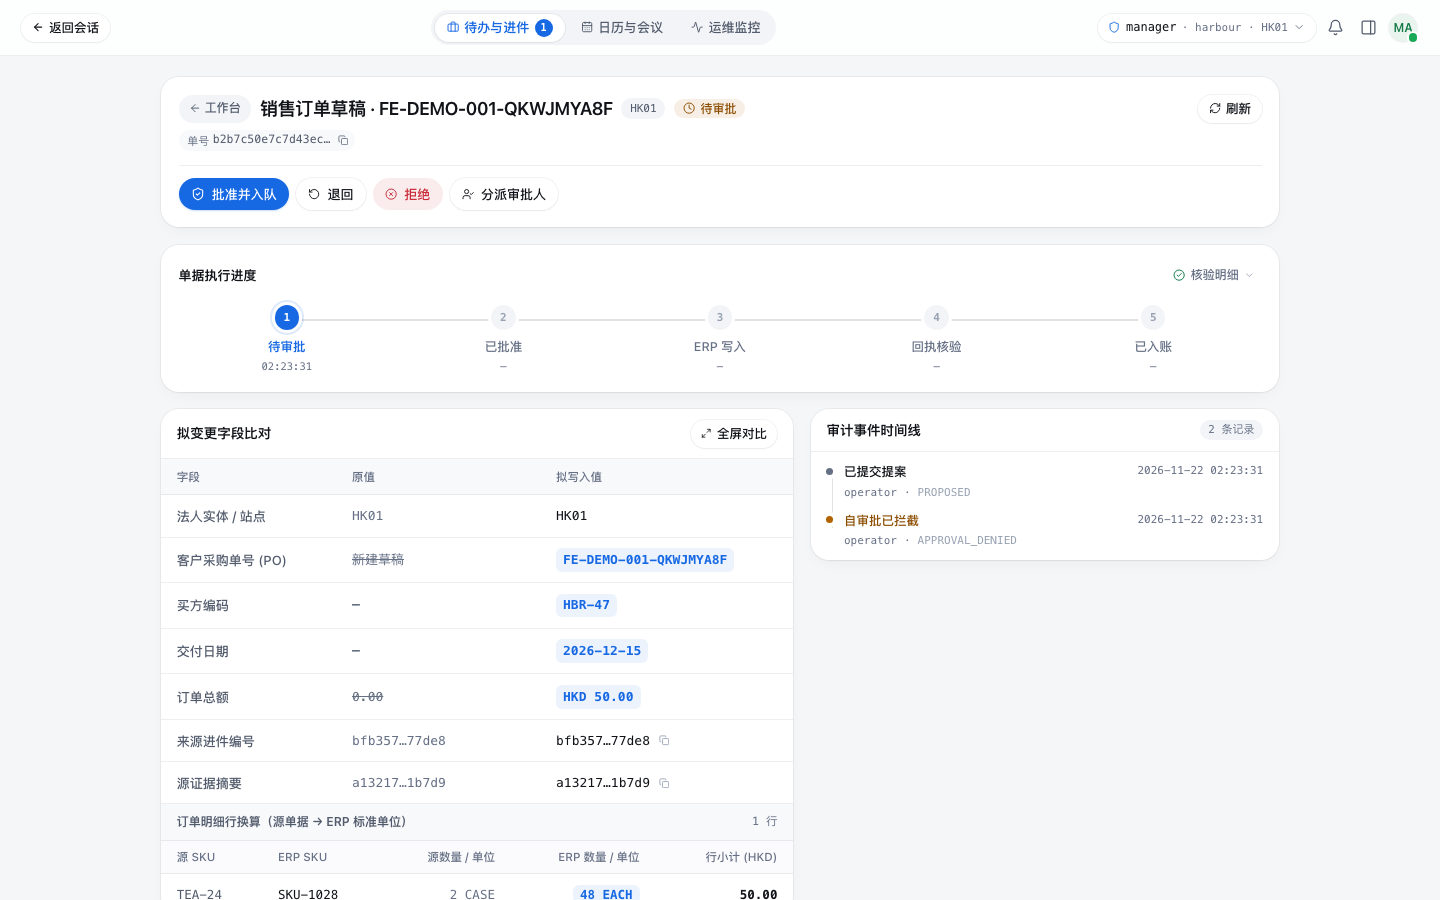 返回会话
待办与进件 1
日历与会议
运维监控
manager · harbour · HK01
MA
工作台
销售订单草稿 · FE-DEMO-001-QKWJMYA8F
HK01
待审批
刷新
单号 b2b7c50e7c7d43ec…
批准并入队
退回
拒绝
分派审批人
单据执行进度
核验明细
1
2
3
4
5
待审批
已批准
ERP 写入
回执核验
已入账
02:23:31
—
—
—
—
拟变更字段比对
全屏对比
字段 原值 拟写入值
法人实体 / 站点 HK01 HK01
客户采购单号 (PO) 新建草稿 FE-DEMO-001-QKWJMYA8F
买方编码 — HBR-47
交付日期 — 2026-12-15
订单总额 0.00 HKD 50.00
来源进件编号 bfb357…77de8 bfb357…77de8
源证据摘要 a13217…1b7d9 a13217…1b7d9
订单明细行换算（源单据 → ERP 标准单位） 1 行
源 SKU ERP SKU 源数量 / 单位 ERP 数量 / 单位 行小计 (HKD)
TEA-24 SKU-1028 2 CASE 48 EACH 50.00
审计事件时间线
2 条记录
已提交提案 2026-11-22 02:23:31
operator · PROPOSED
自审批已拦截 2026-11-22 02:23:31
operator · APPROVAL_DENIED